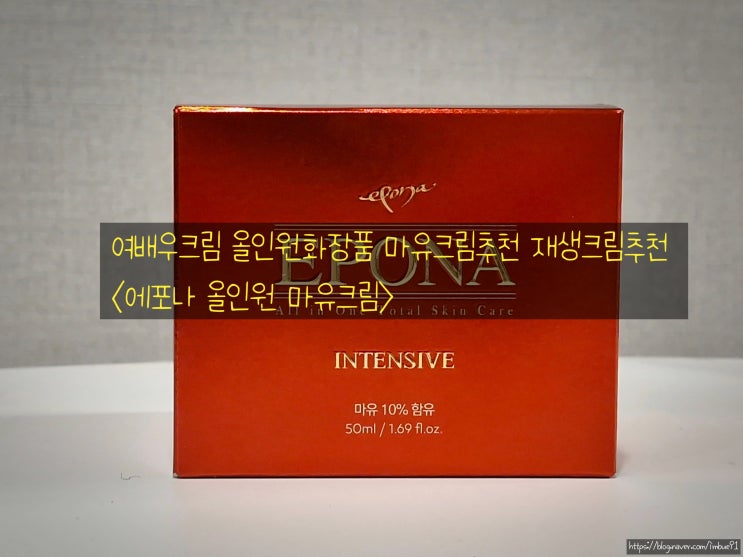 epona
여배우크림 올인원화장품 마유크림추천 재생크림추천
EPONA
<에포나 올인원 마유크림>
All in One Total Skin Care
INTENSIVE
마유 10% 함유
50ml / 1.69 fl.oz.
https://blog.naver.com/imbue91